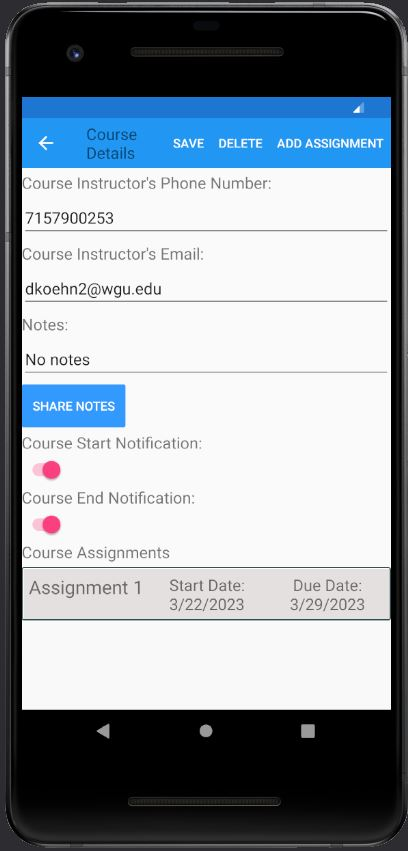 Course
Details
SAVE DELETE ADD ASSIGNMENT
Course Instructor's Phone Number:
7157900253
Course Instructor's Email:
dkoehn2@wgu.edu
Notes:
No notes
SHARE NOTES
Course Start Notification:
Course End Notification:
Course Assignments
Assignment 1
Start Date:
3/22/2023
Due Date:
3/29/2023